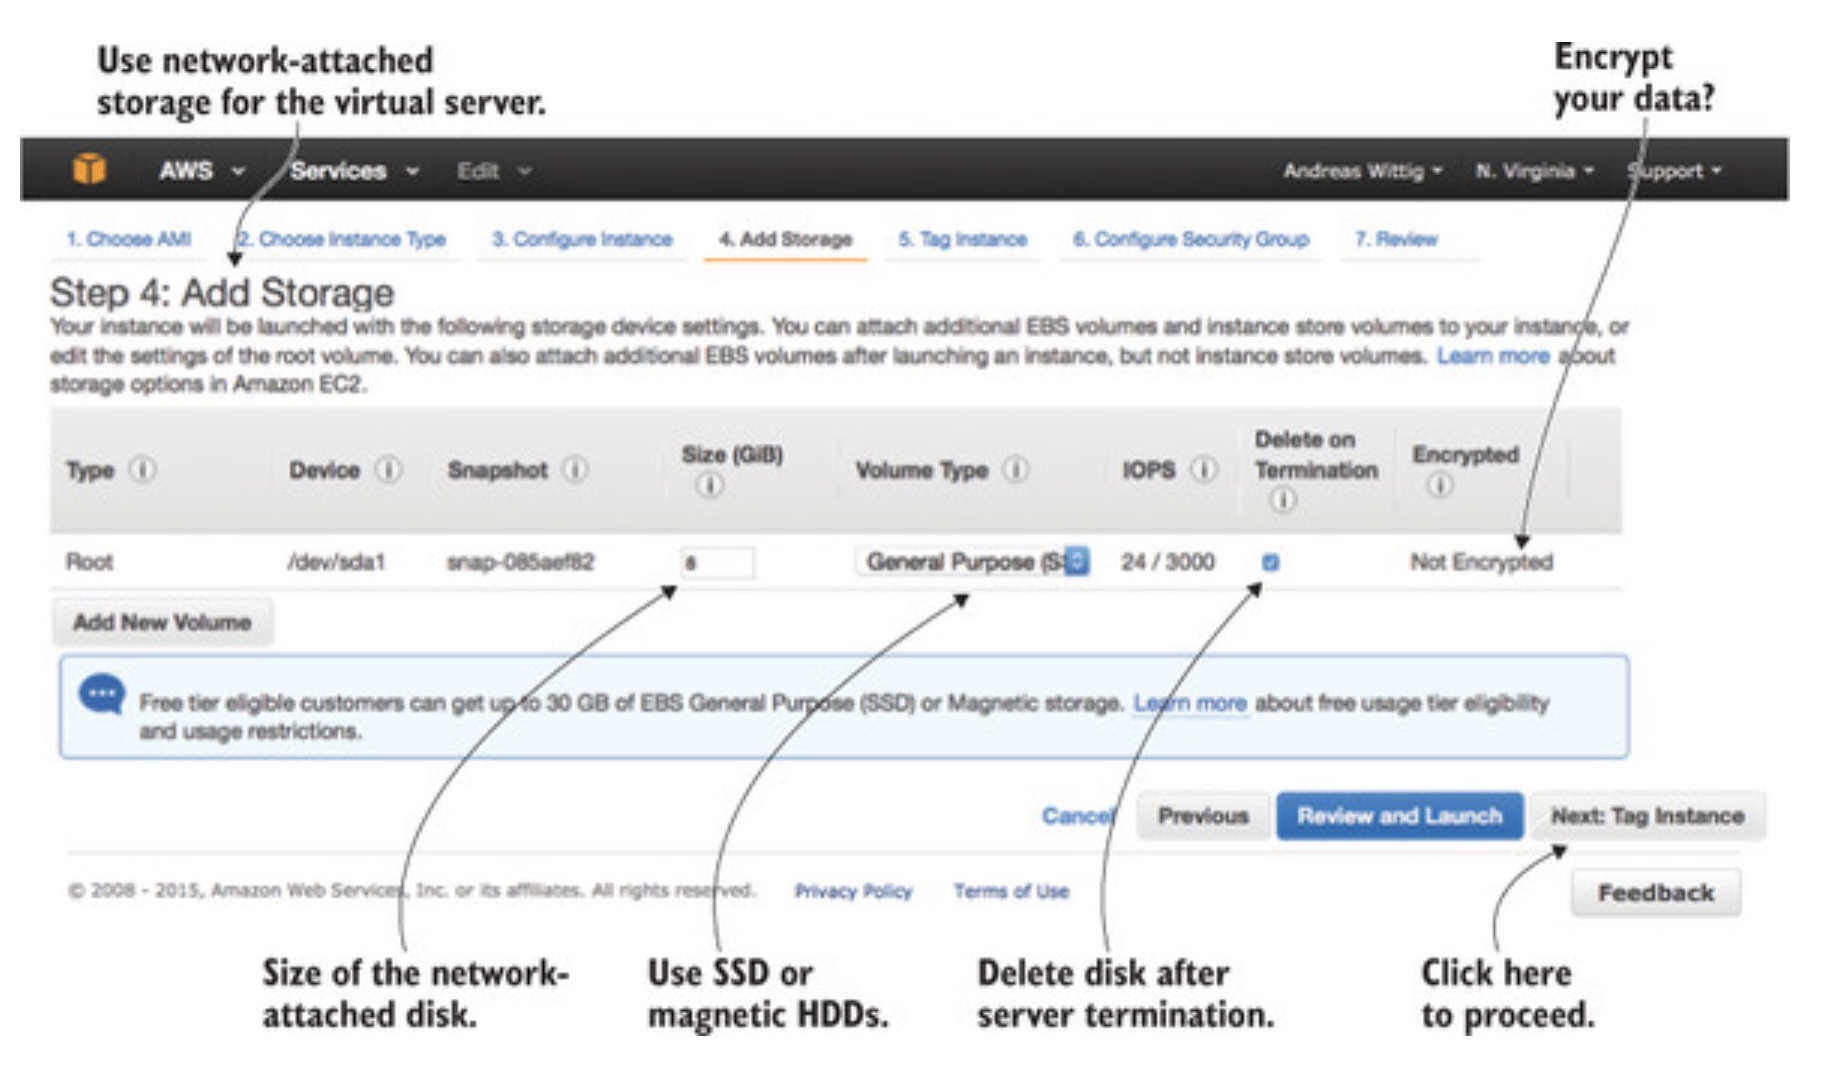 Use network-attached
storage for the virtual server.
Encrypt
your data?
AWS Services Edit Andreas Wittig N. Virginia Support
1. Choose AMI 2. Choose Instance Type 3. Configure Instance 4. Add Storage 5. Tag Instance 6. Configure Security Group 7. Review
Step 4: Add Storage
Your instance will be launched with the following storage device settings. You can attach additional EBS volumes and instance store volumes to your instance, or
edit the settings of the root volume. You can also attach additional EBS volumes after launching an instance, but not instance store volumes. Learn more about
storage options in Amazon EC2.
Type Device Snapshot Size (GiB) Volume Type IOPS Delete on Termination Encrypted
Root /dev/sda1 snap-085aef82 8 General Purpose (S 24 / 3000 Not Encrypted
Add New Volume
Free tier eligible customers can get up to 30 GB of EBS General Purpose (SSD) or Magnetic storage. Learn more about free usage tier eligibility
and usage restrictions.
Cancel Previous Review and Launch Next: Tag Instance
© 2008 - 2015, Amazon Web Services, Inc. or its affiliates. All rights reserved. Privacy Policy Terms of Use Feedback
Size of the network-
attached disk.
Use SSD or
magnetic HDDs.
Delete disk after
server termination.
Click here
to proceed.